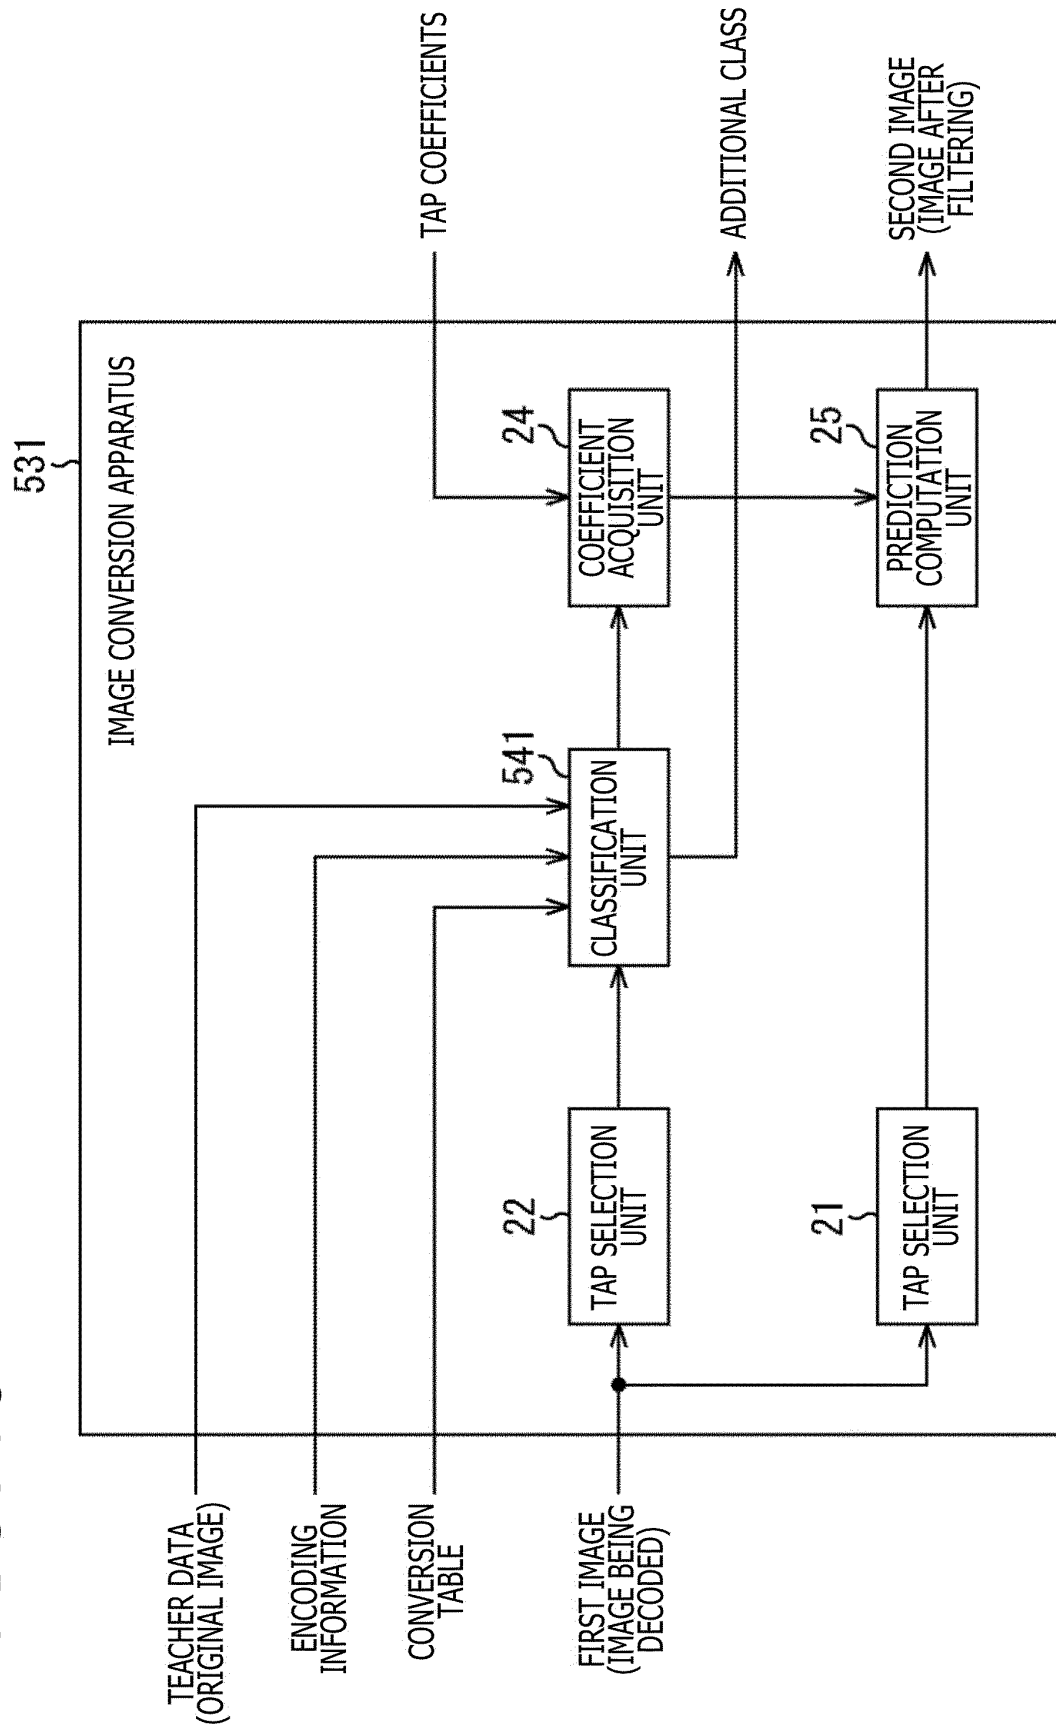 531
IMAGE CONVERSION APPARATUS
TEACHER DATA
(ORIGINAL IMAGE)
ENCODING
INFORMATION
CONVERSION
TABLE
TAP COEFFICIENTS
FIRST IMAGE
(IMAGE BEING
DECODED)
22
TAP SELECTION
UNIT
541
CLASSIFICATION
UNIT
24
COEFFICIENT
ACQUISITION
UNIT
ADDITIONAL CLASS
21
TAP SELECTION
UNIT
25
PREDICTION
COMPUTATION
UNIT
SECOND IMAGE
(IMAGE AFTER
FILTERING)